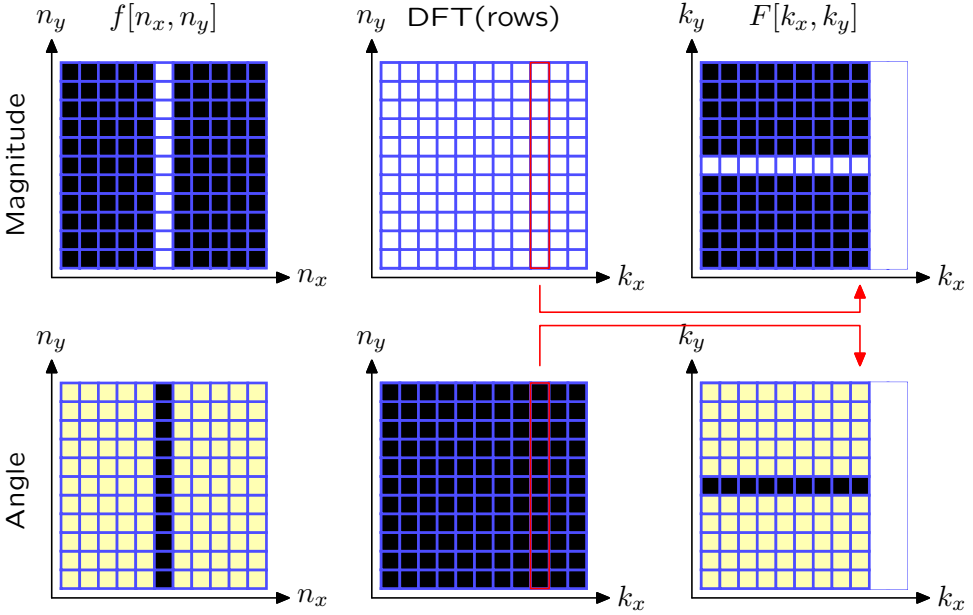 f[n_x, n_y] DFT(rows) F[k_x, k_y]
n_y n_y k_y
Magnitude
n_x k_x k_x
n_y n_y k_y
Angle
n_x k_x k_x